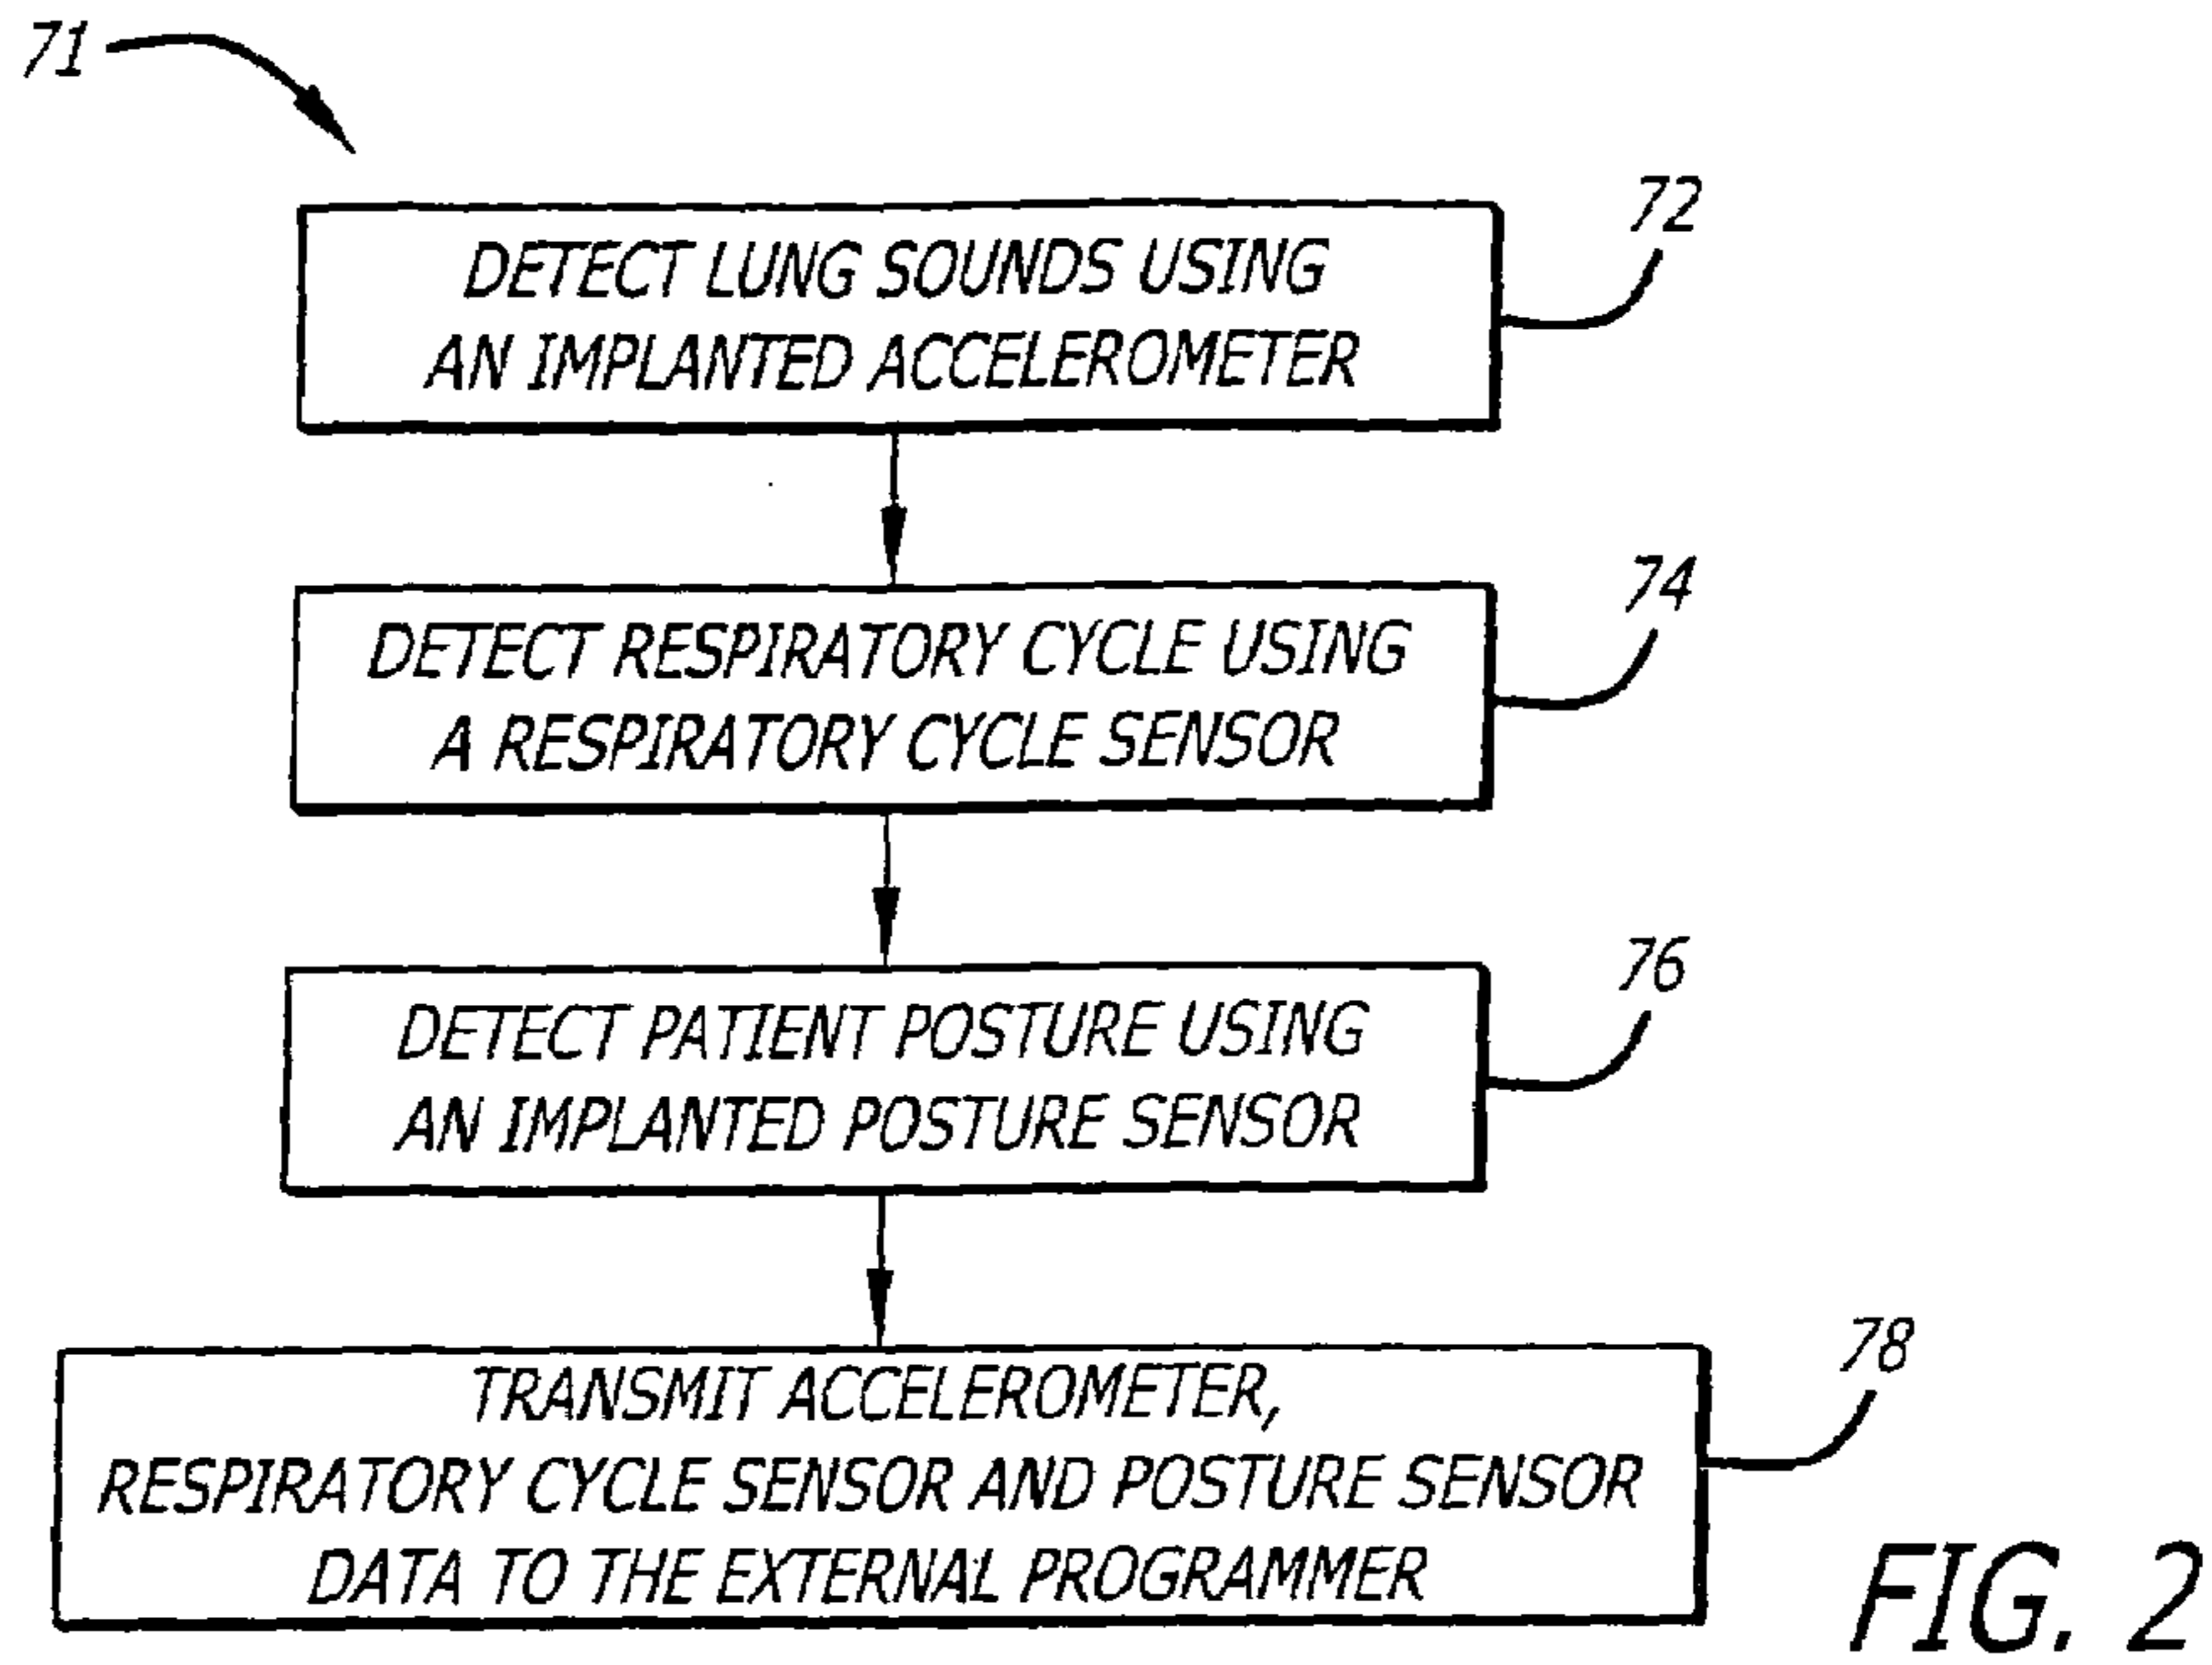 71
72
DETECT LUNG SOUNDS USING
AN IMPLANTED ACCELEROMETER
74
DETECT RESPIRATORY CYCLE USING
A RESPIRATORY CYCLE SENSOR
76
DETECT PATIENT POSTURE USING
AN IMPLANTED POSTURE SENSOR
78
TRANSMIT ACCELEROMETER,
RESPIRATORY CYCLE SENSOR AND POSTURE SENSOR
DATA TO THE EXTERNAL PROGRAMMER
FIG. 2